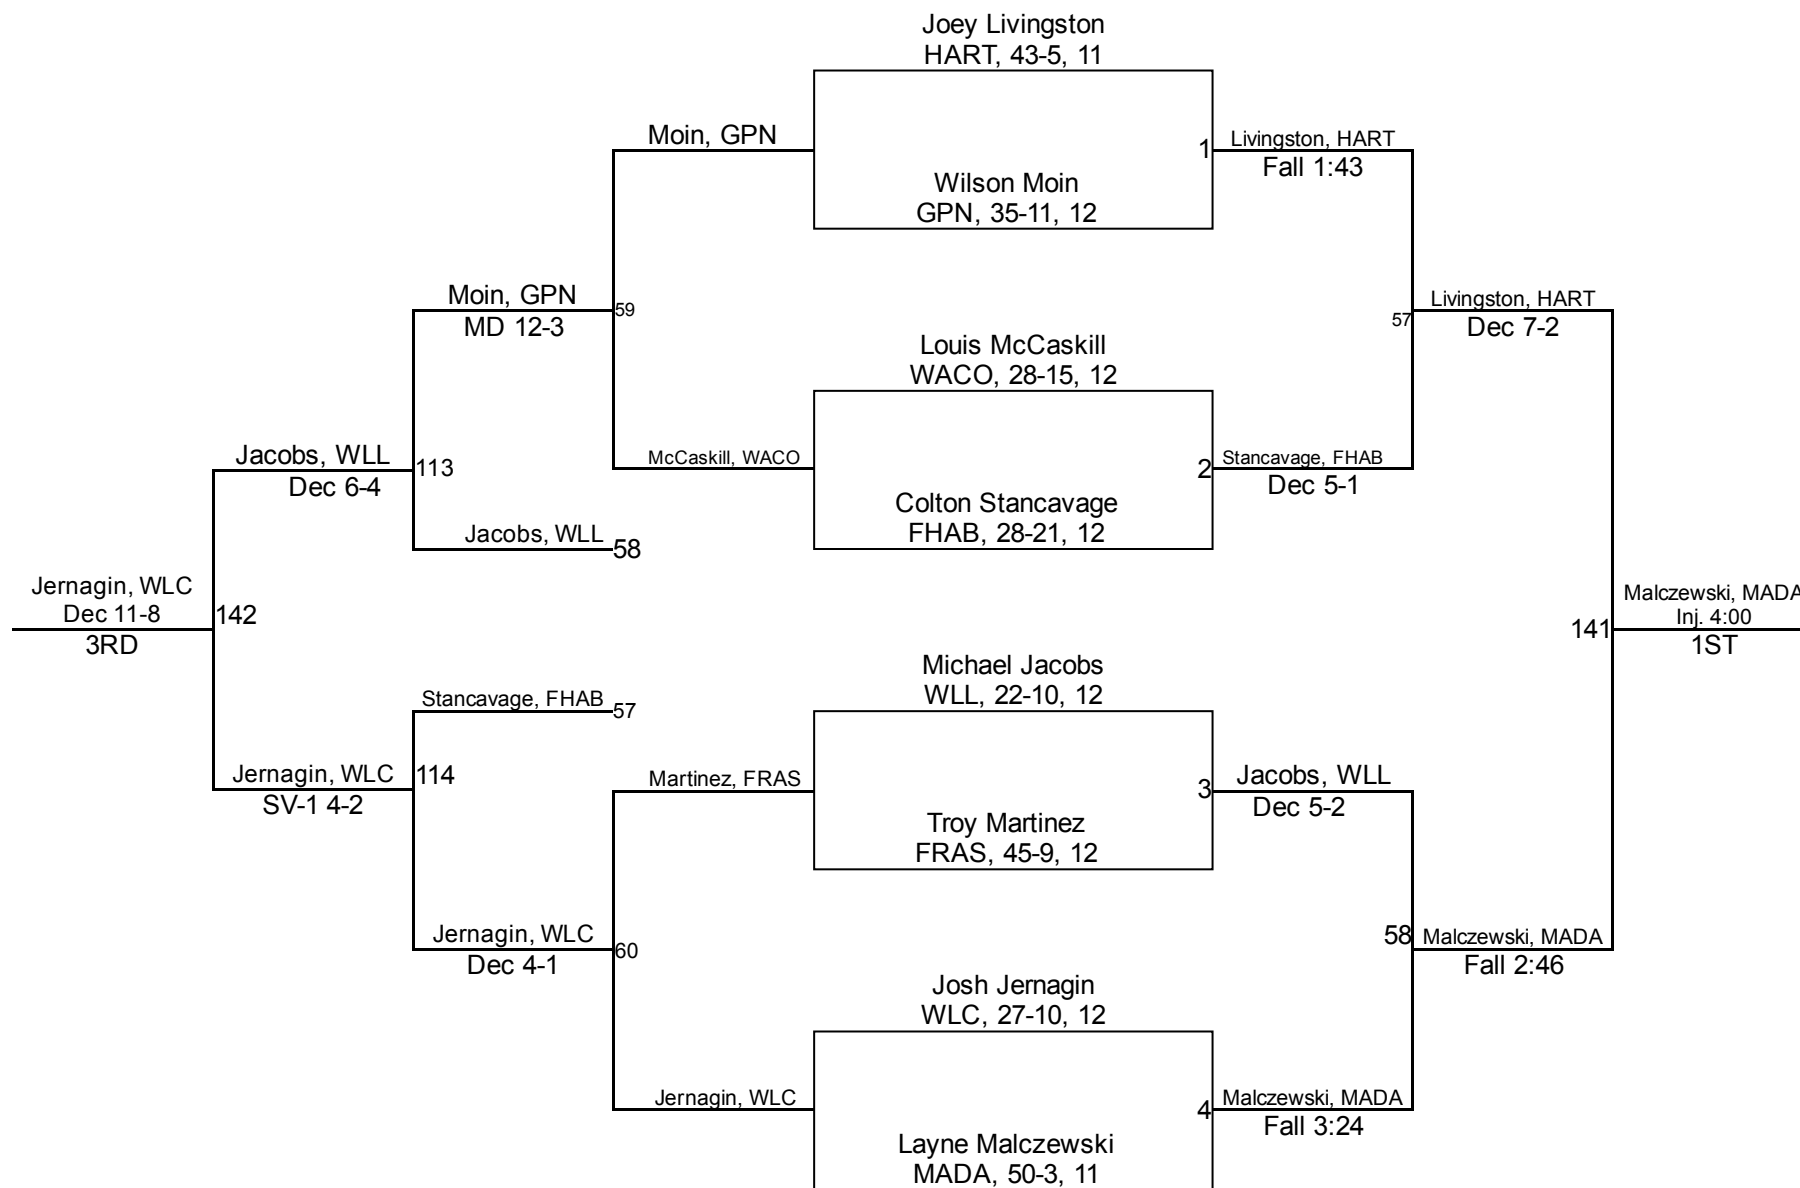 Joey Livingston
HART, 43-5, 11
Moin, GPN
1
Livingston, HART
Fall 1:43
Wilson Moin
GPN, 35-11, 12
Moin, GPN
MD 12-3
59
57
Livingston, HART
Dec 7-2
Louis McCaskill
WACO, 28-15, 12
Jacobs, WLL
Dec 6-4
113
McCaskill, WACO
2
Stancavage, FHAB
Dec 5-1
Colton Stancavage
FHAB, 28-21, 12
Jacobs, WLL
58
Jernagin, WLC
Dec 11-8
3RD
142
141
Malczewski, MADA
Inj. 4:00
1ST
Michael Jacobs
WLL, 22-10, 12
Stancavage, FHAB
57
Jernagin, WLC
SV-1 4-2
114
Martinez, FRAS
3
Jacobs, WLL
Dec 5-2
Troy Martinez
FRAS, 45-9, 12
Jernagin, WLC
Dec 4-1
60
58
Malczewski, MADA
Fall 2:46
Josh Jernagin
WLC, 27-10, 12
Jernagin, WLC
4
Malczewski, MADA
Fall 3:24
Layne Malczewski
MADA, 50-3, 11